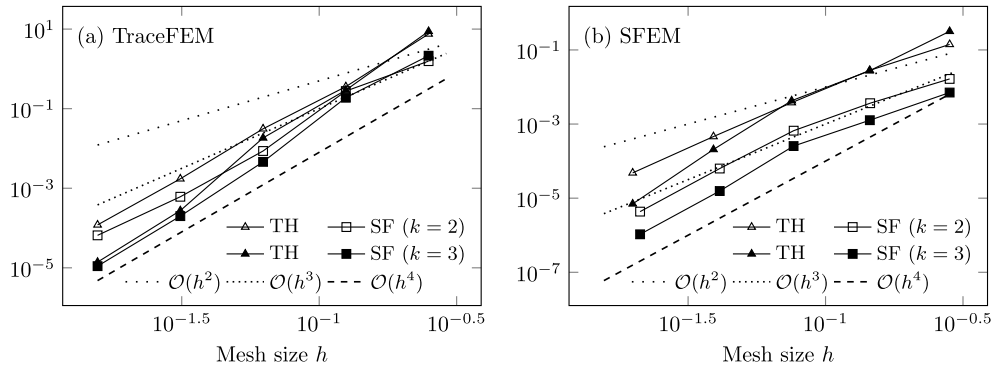 (a) TraceFEM
10^1
10^-1
10^-3
10^-5
TH SF (k = 2)
TH SF (k = 3)
O(h^2) O(h^3) O(h^4)
10^-1.5 10^-1 10^-0.5
Mesh size h
(b) SFEM
10^-1
10^-3
10^-5
10^-7
TH SF (k = 2)
TH SF (k = 3)
O(h^2) O(h^3) O(h^4)
10^-1.5 10^-1 10^-0.5
Mesh size h